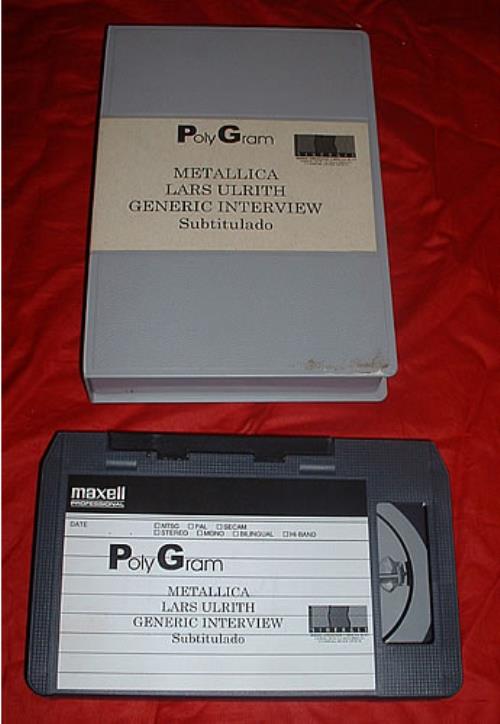 PolyGram
METALLICA
LARS ULRITH
GENERIC INTERVIEW
Subtitulado
maxell
PROFESSIONAL
DATE
NTSC PAL SECAM
STEREO MONO BILINGUAL HI-BAND
PolyGram
METALLICA
LARS ULRITH
GENERIC INTERVIEW
Subtitulado